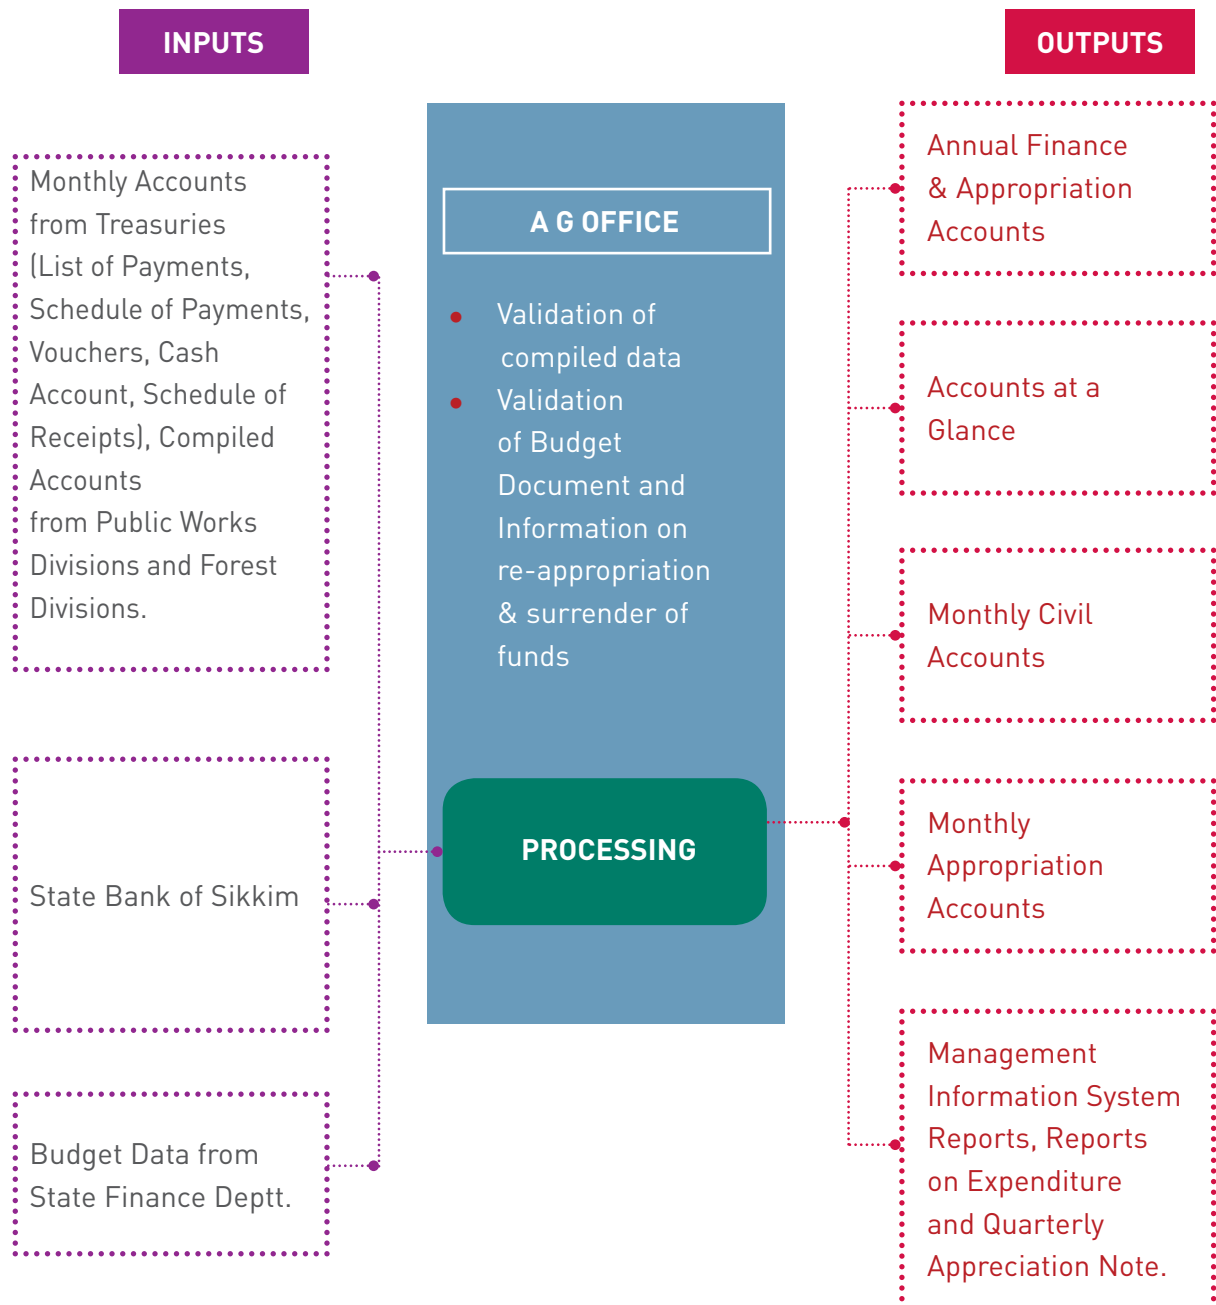 INPUTS
Monthly Accounts
from Treasuries
(List of Payments,
Schedule of Payments,
Vouchers, Cash
Account, Schedule of
Receipts), Compiled
Accounts
from Public Works
Divisions and Forest
Divisions.
State Bank of Sikkim
Budget Data from
State Finance Deptt.
A G OFFICE
• Validation of
compiled data
• Validation
of Budget
Document and
Information on
re-appropriation
& surrender of
funds
PROCESSING
OUTPUTS
Annual Finance
& Appropriation
Accounts
Accounts at a
Glance
Monthly Civil
Accounts
Monthly
Appropriation
Accounts
Management
Information System
Reports, Reports
on Expenditure
and Quarterly
Appreciation Note.